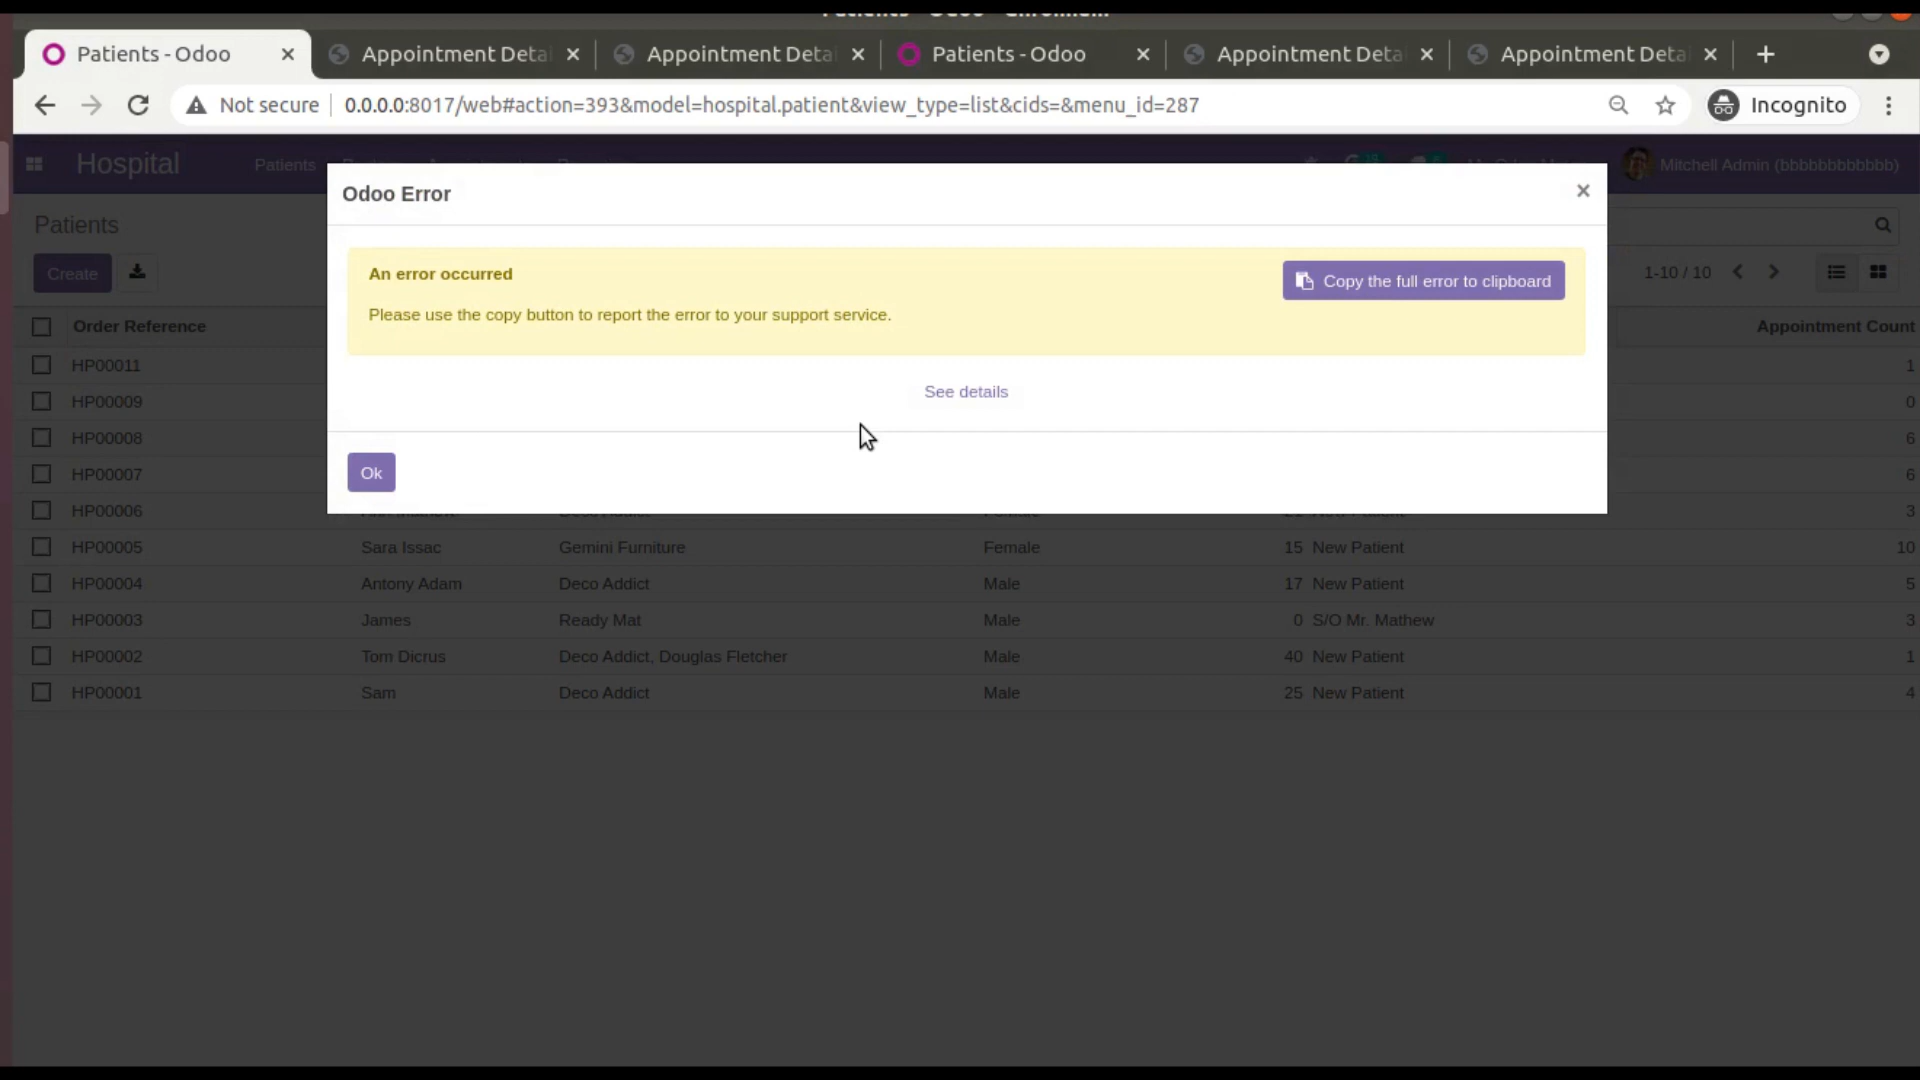 Patients - Odoo
Appointment Deta
Appointment Deta
Patients - Odoo
Appointment Deta
Appointment Deta
Not secure
0.0.0.0:8017/web#action=393&model=hospital.patient&view_type=list&cids=&menu_id=287
Incognito
Hospital
Patients
Mitchell Admin (bbbbbbbbbbbb)
Odoo Error
×
Patients
Create
An error occurred
Copy the full error to clipboard
Please use the copy button to report the error to your support service.
1-10 / 10
See details
Ok
Order Reference
Appointment Count
HP00011 1
HP00009 0
HP00008 6
HP00007 6
HP00006 3
HP00005 Sara Issac Gemini Furniture Female 15 New Patient 10
HP00004 Antony Adam Deco Addict Male 17 New Patient 5
HP00003 James Ready Mat Male 0 S/O Mr. Mathew 3
HP00002 Tom Dicrus Deco Addict, Douglas Fletcher Male 40 New Patient 1
HP00001 Sam Deco Addict Male 25 New Patient 4